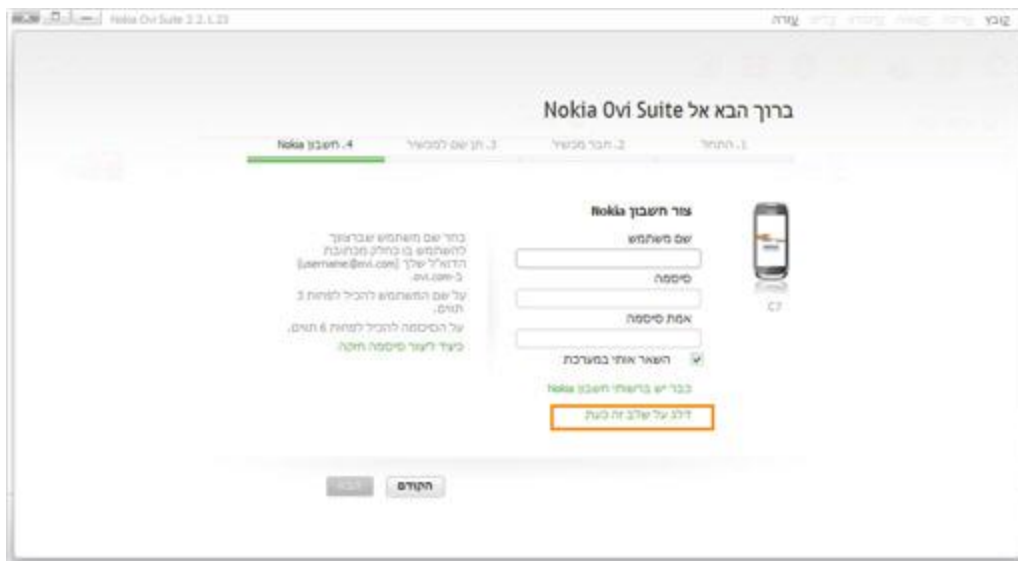 Nokia Ovi Suite 2.2.1.23
קובץ
עזרה
ברוך הבא אל Nokia Ovi Suite
1. התחל
2. חבר מכשיר
3. תן שם למכשיר
4. חשבון Nokia
צור חשבון Nokia
שם משתמש
סיסמה
אמת סיסמה
השאר אותי במערכת
כבר יש ברשותי חשבון Nokia
דלג על שלב זה כעת
C7
בחר שם משתמש שברצונך
להשתמש בו כחלק מכתובת
הדוא"ל שלך [username@ovi.com]
ב-ovi.com.
על שם המשתמש להכיל לפחות 3
תווים.
על הסיסמה להכיל לפחות 6 תווים.
כיצד ליצור סיסמה חזקה
הקודם
הבא